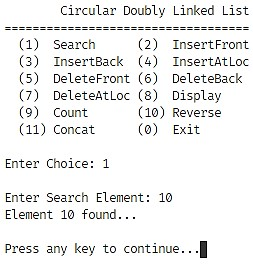 Circular Doubly Linked List
===================================
(1) Search (2) InsertFront
(3) InsertBack (4) InsertAtLoc
(5) DeleteFront (6) DeleteBack
(7) DeleteAtLoc (8) Display
(9) Count (10) Reverse
(11) Concat (0) Exit
Enter Choice: 1
Enter Search Element: 10
Element 10 found...
Press any key to continue...